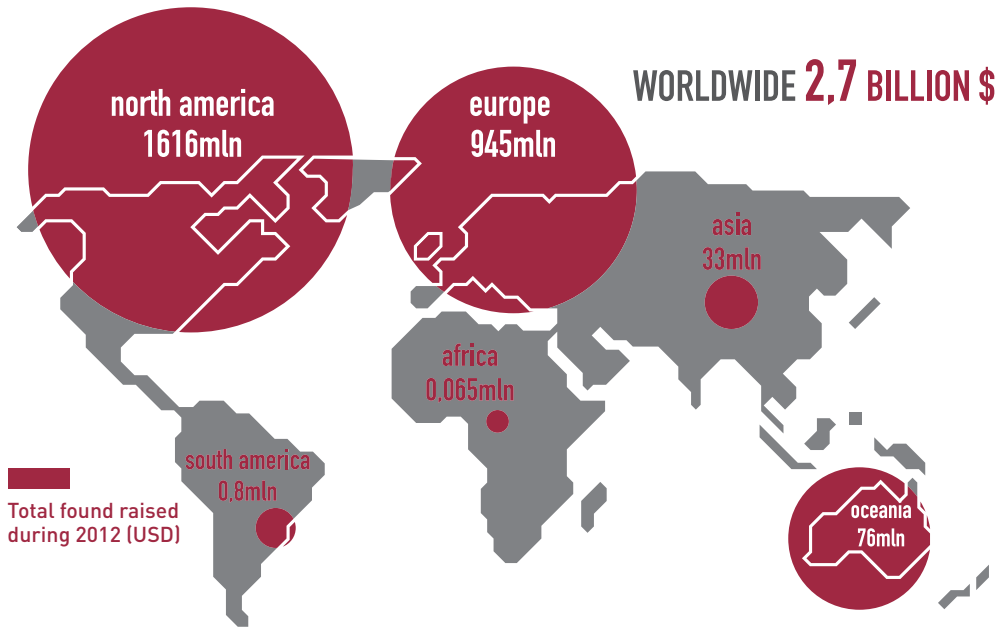 WORLDWIDE 2,7 BILLION $
north america
1616mln
europe
945mln
asia
33mln
africa
0,065mln
south america
0,8mln
oceania
76mln
Total found raised
during 2012 (USD)